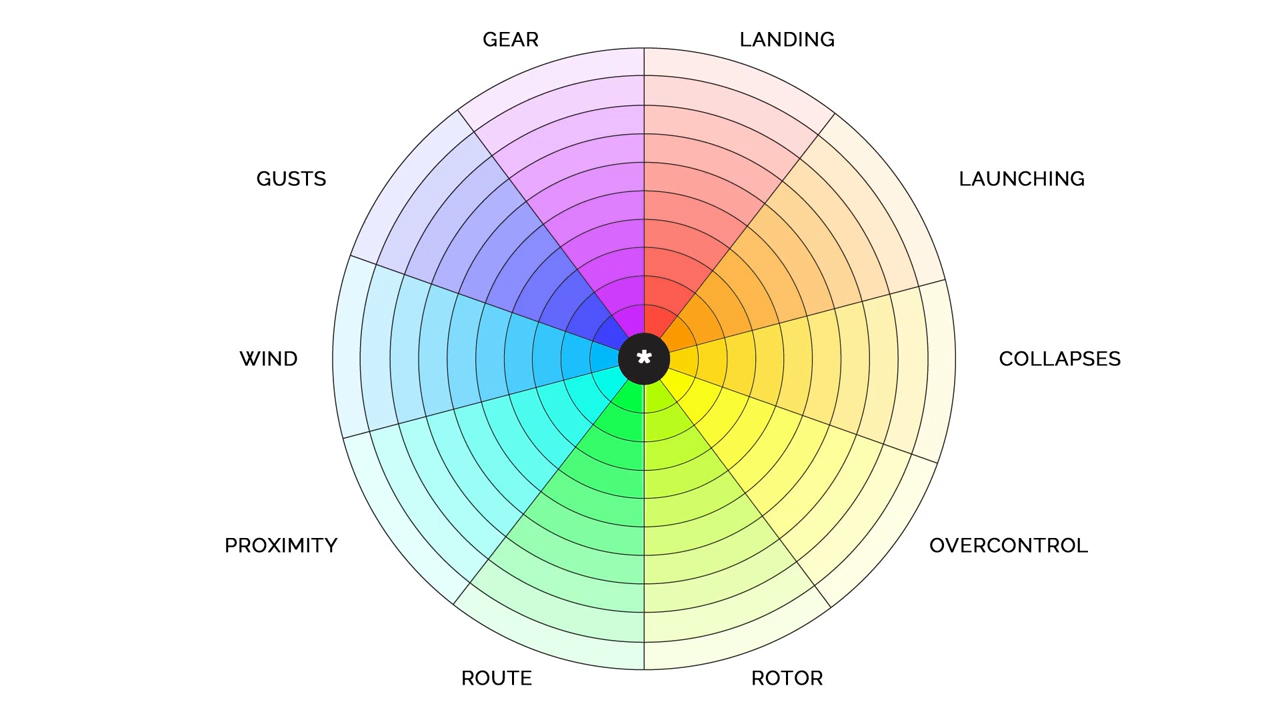 GEAR
LANDING
GUSTS
LAUNCHING
WIND
*
COLLAPSES
PROXIMITY
OVERCONTROL
ROUTE
ROTOR